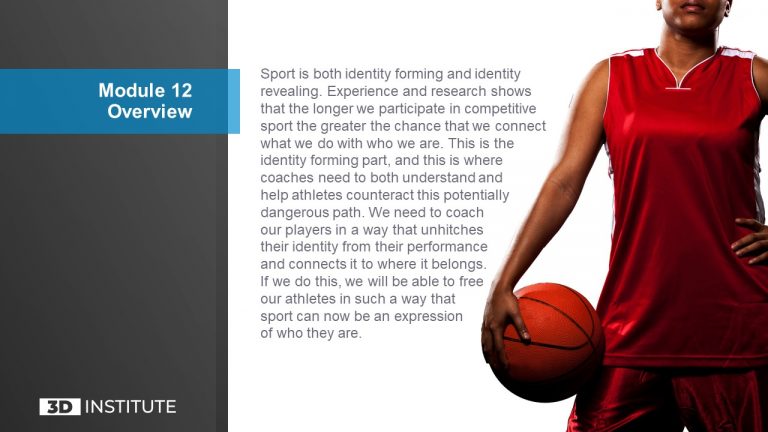 Module 12
Overview
Sport is both identity forming and identity
revealing. Experience and research shows
that the longer we participate in competitive
sport the greater the chance that we connect
what we do with who we are. This is the
identity forming part, and this is where
coaches need to both understand and
help athletes counteract this potentially
dangerous path. We need to coach
our players in a way that unhitches
their identity from their performance
and connects it to where it belongs.
If we do this, we will be able to free
our athletes in such a way that
sport can now be an expression
of who they are.
3D INSTITUTE